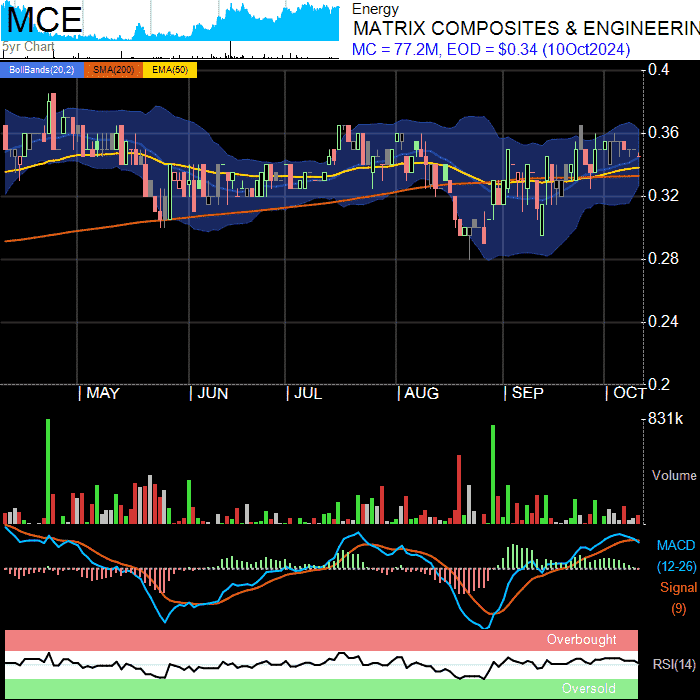 MCE
5yr Chart
Energy
MATRIX COMPOSITES & ENGINEERIN
MC = 77.2M, EOD = $0.34 (10Oct2024)
BollBands(20,2) SMA(200) EMA(50)
0.4
0.36
0.32
0.28
0.24
0.2
MAY JUN JUL AUG SEP OCT
831k
Volume
MACD
(12-26)
Signal
(9)
Overbought
RSI(14)
Oversold